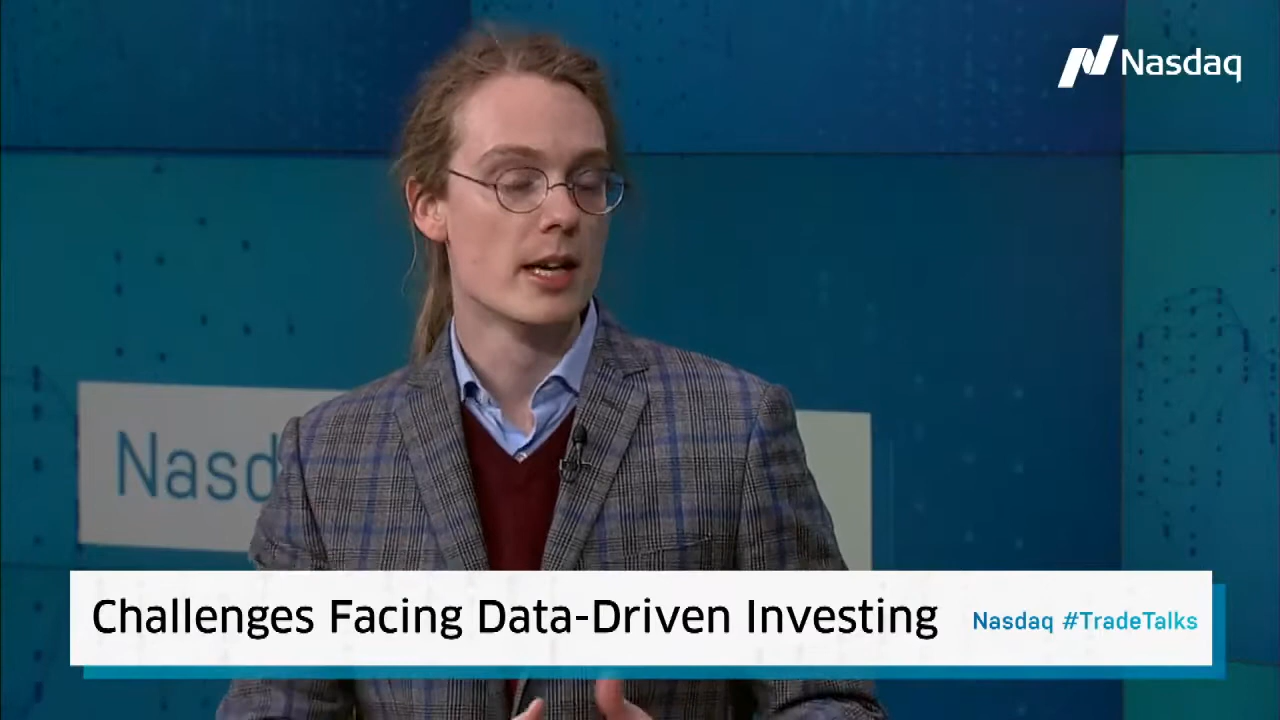 Nasdaq
Nasd
Challenges Facing Data-Driven Investing
Nasdaq #TradeTalks